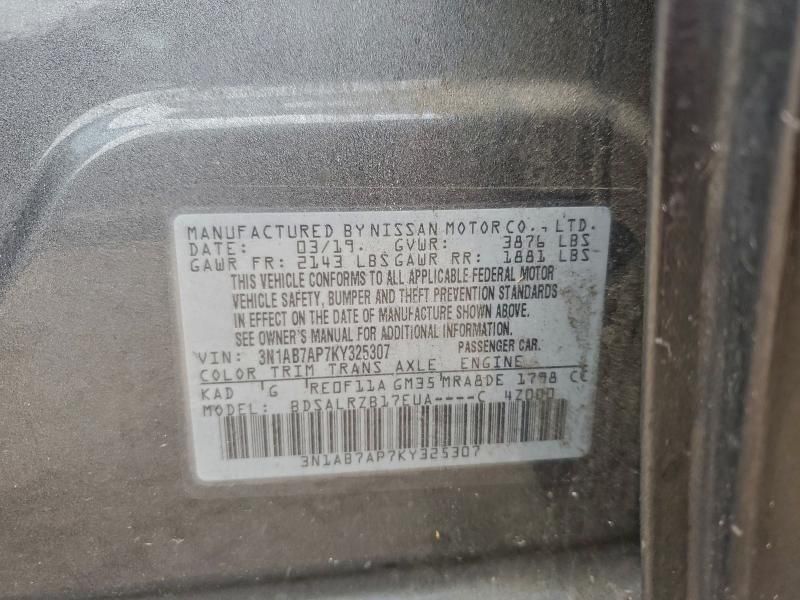 MANUFACTURED BY NISSAN MOTOR CO., LTD.
DATE: 03/19. GVWR: 3876 LBS
GAWR FR: 2143 LBS GAWR RR: 1881 LBS
THIS VEHICLE CONFORMS TO ALL APPLICABLE FEDERAL MOTOR
VEHICLE SAFETY, BUMPER AND THEFT PREVENTION STANDARDS
IN EFFECT ON THE DATE OF MANUFACTURE SHOWN ABOVE.
SEE OWNER'S MANUAL FOR ADDITIONAL INFORMATION.
VIN: 3N1AB7AP7KY325307 PASSENGER CAR.
COLOR TRIM TRANS AXLE ENGINE
KAD G RE0F11A GM35 MRA8DE 1798 CC
MODEL: BDSALRZB17EUA----C 4Z000
3N1AB7AP7KY325307